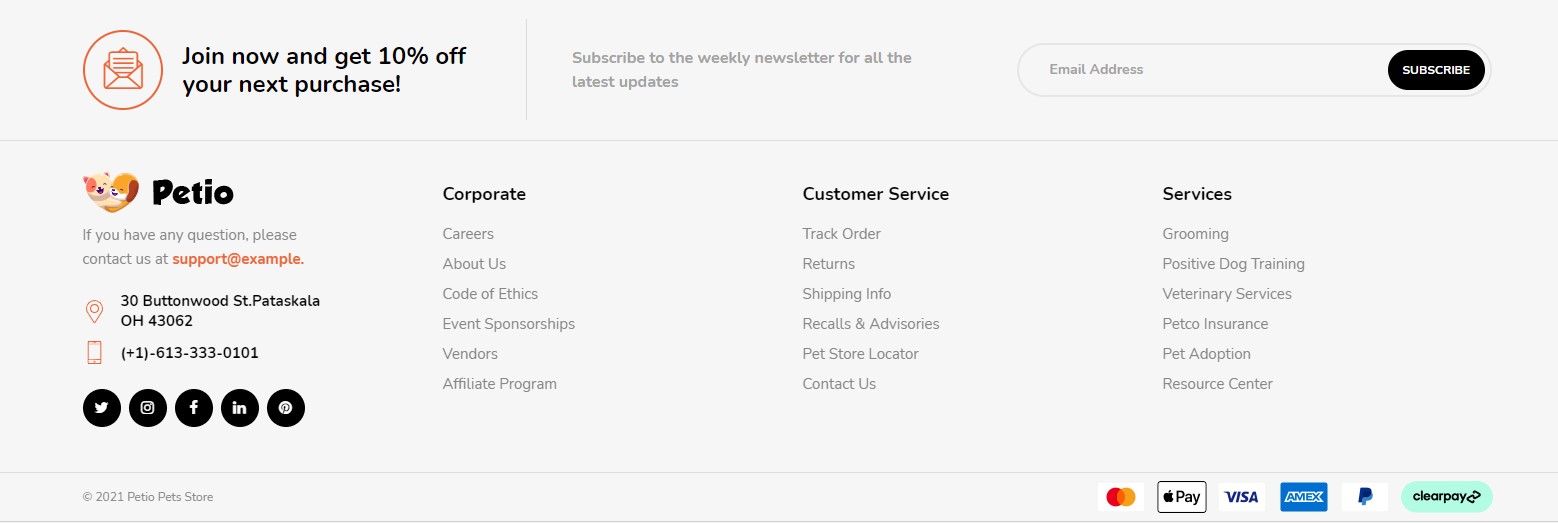 Join now and get 10% off
your next purchase!
Subscribe to the weekly newsletter for all the
latest updates
Email Address
SUBSCRIBE
Petio
If you have any question, please
contact us at support@example.
30 Buttonwood St.Pataskala
OH 43062
(+1)-613-333-0101
Corporate
Careers
About Us
Code of Ethics
Event Sponsorships
Vendors
Affiliate Program
Customer Service
Track Order
Returns
Shipping Info
Recalls & Advisories
Pet Store Locator
Contact Us
Services
Grooming
Positive Dog Training
Veterinary Services
Petco Insurance
Pet Adoption
Resource Center
© 2021 Petio Pets Store
Pay
VISA
AMEX
clearpay